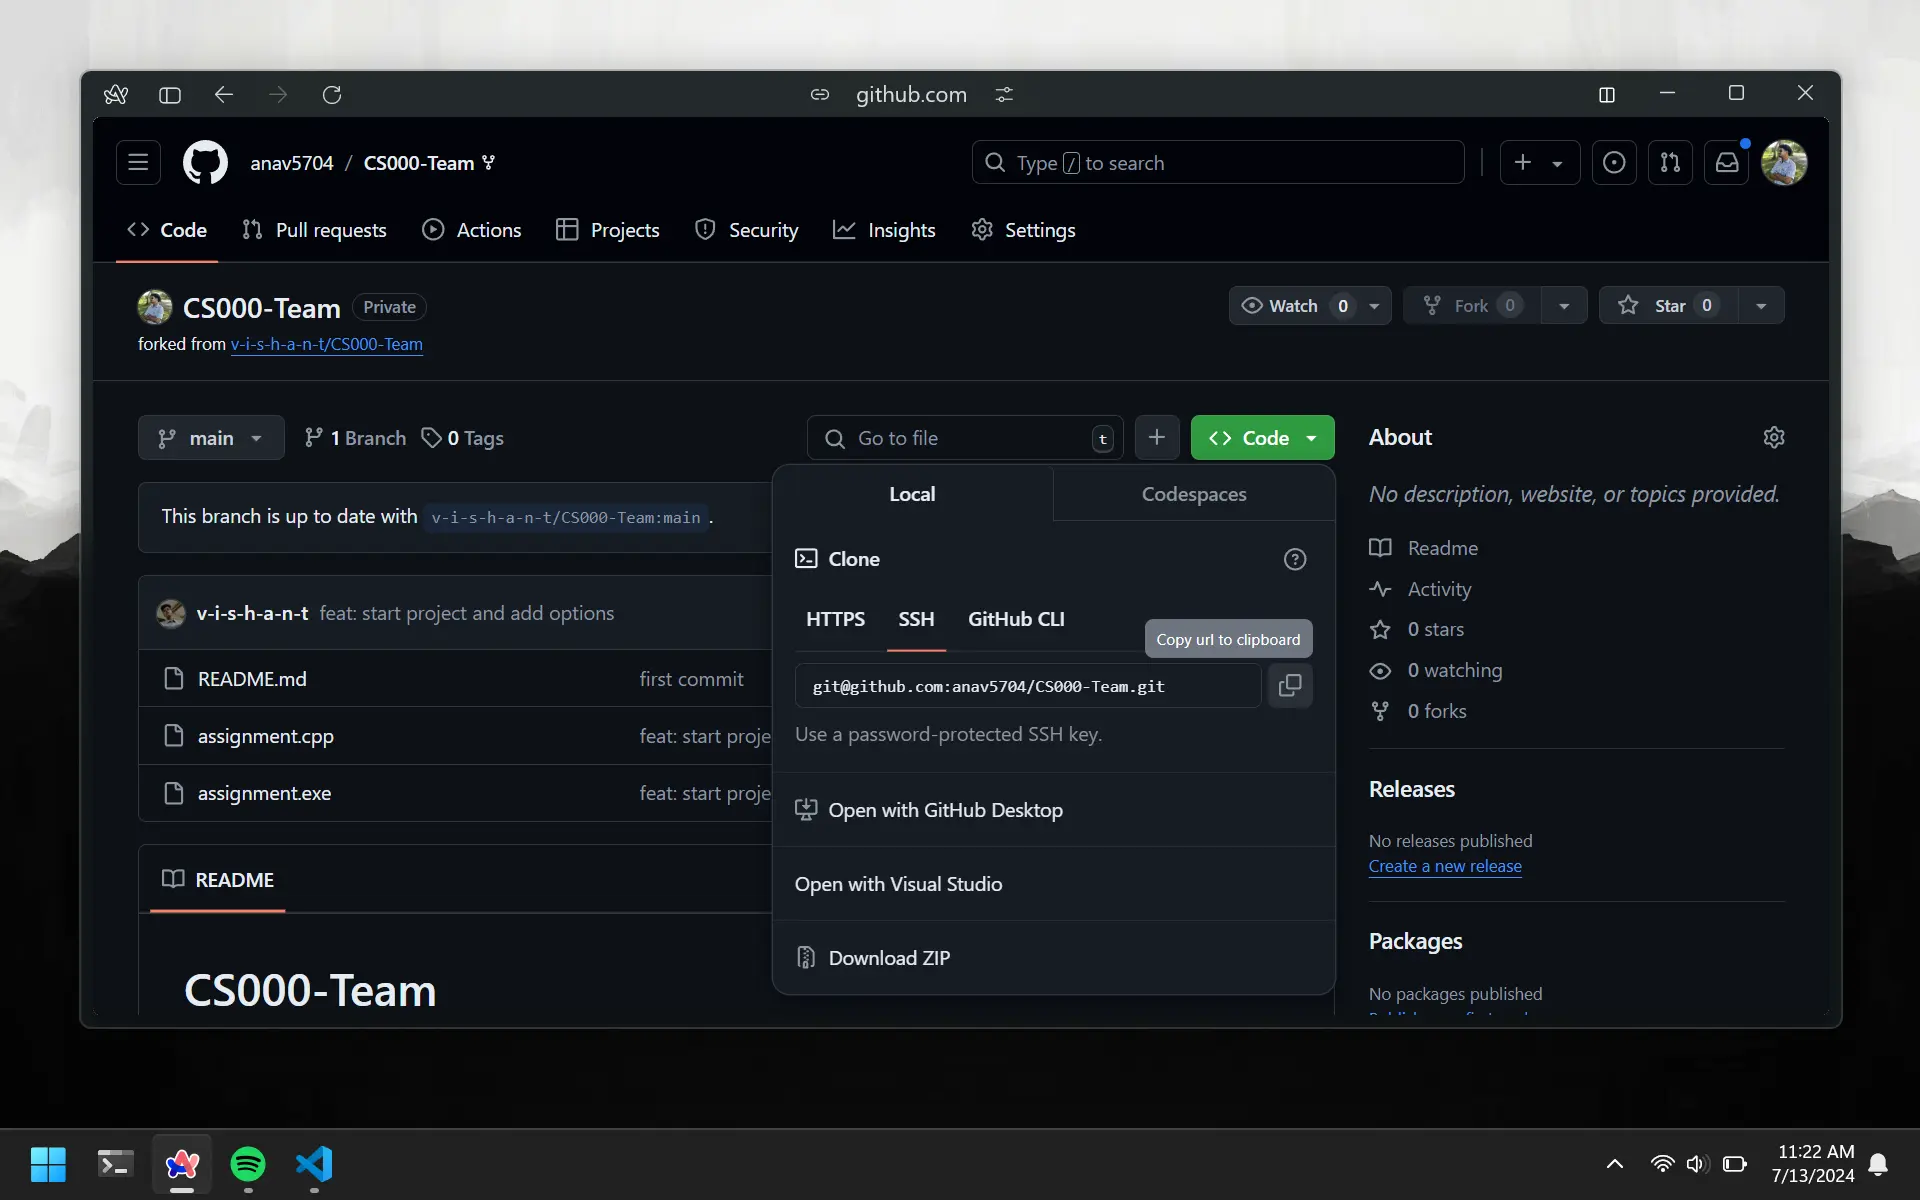 github.com
anav5704 / CS000-Team
Type / to search
Code Pull requests Actions Projects Security Insights Settings
CS000-Team Private
forked from v-i-s-h-a-n-t/CS000-Team
Watch 0 Fork 0 Star 0
main 1 Branch 0 Tags
Go to file t
Code
This branch is up to date with v-i-s-h-a-n-t/CS000-Team:main .
v-i-s-h-a-n-t feat: start project and add options
README.md first commit
assignment.cpp feat: start proje
assignment.exe feat: start proje
README
CS000-Team
Local Codespaces
Clone
HTTPS SSH GitHub CLI
Copy url to clipboard
git@github.com:anav5704/CS000-Team.git
Use a password-protected SSH key.
Open with GitHub Desktop
Open with Visual Studio
Download ZIP
About
No description, website, or topics provided.
Readme
Activity
0 stars
0 watching
0 forks
Releases
No releases published
Create a new release
Packages
No packages published
11:22 AM
7/13/2024